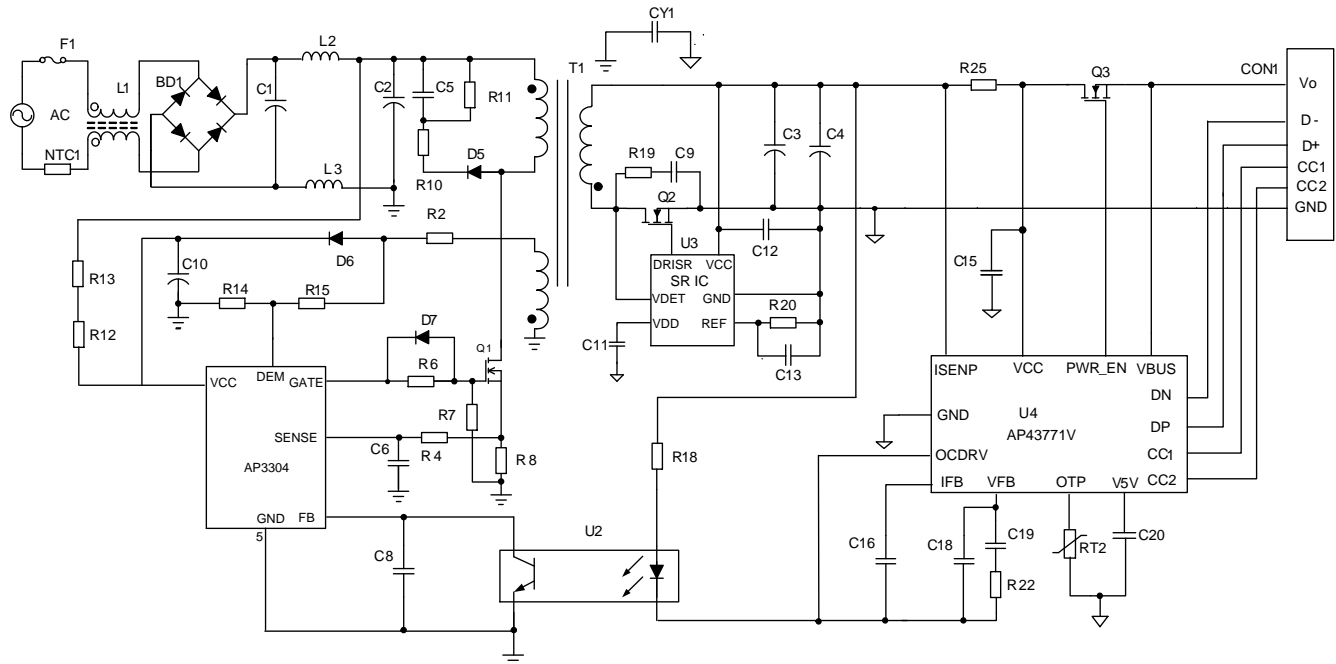 CY1
F1
L2
T1
R25
Q3
CON1
L1
BD1
C1
C2
C5
R11
Vo
AC
C3
C4
D -
D+
NTC1
L3
R10
D5
R19
C9
CC1
CC2
GND
Q2
R2
U3
C12
D6
C10
C15
DRISR
VCC
SR IC
R13
R14
R15
VDET
GND
R20
VDD
REF
R12
D7
C11
C13
Q1
VCC
DEM
GATE
R6
ISENP
VCC
PWR_EN
VBUS
DN
R7
GND
U4
AP43771V
DP
SENSE
C6
R 4
R 8
R18
OCDRV
CC1
AP3304
IFB
VFB
OTP
V5V
CC2
GND
FB
5
U2
C8
C16
C18
C19
R22
RT2
C20